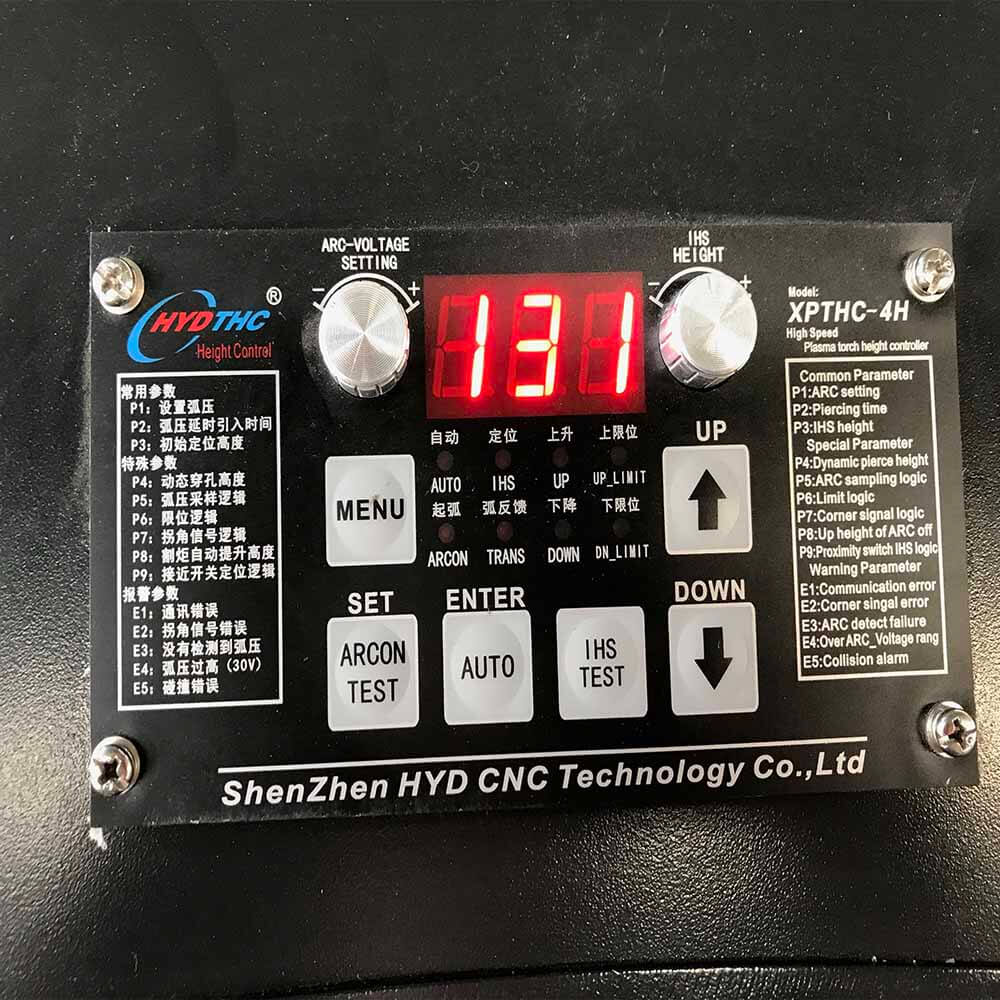 ARC-VOLTAGE
SETTING
- +
IHS
HEIGHT
- +
HYDTHC®
Height Control
131
Model:
XPTHC-4H
High Speed
Plasma torch height controller
常用参数
P1: 设置弧压
P2: 弧压延时引入时间
P3: 初始定位高度
特殊参数
P4: 动态穿孔高度
P5: 弧压采样逻辑
P6: 限位逻辑
P7: 拐角信号逻辑
P8: 割炬自动提升高度
P9: 接近开关定位逻辑
报警参数
E1: 通讯错误
E2: 拐角信号错误
E3: 没有检测到弧压
E4: 弧压过高（30V）
E5: 碰撞错误
自动 定位 上升 上限位
AUTO IHS UP UP_LIMIT
起弧 弧反馈 下降 下限位
ARCON TRANS DOWN DN_LIMIT
MENU
UP
SET
ARCON
TEST
ENTER
AUTO
IHS
TEST
DOWN
Common Parameter
P1:ARC setting
P2:Piercing time
P3:IHS height
Special Parameter
P4:Dynamic pierce height
P5:ARC sampling logic
P6:Limit logic
P7:Corner signal logic
P8:Up height of ARC off
P9:Proximity switch IHS logic
Warning Parameter
E1:Communication error
E2:Corner singal error
E3:ARC detect failure
E4:Over ARC_Voltage rang
E5:Collision alarm
ShenZhen HYD CNC Technology Co.,Ltd